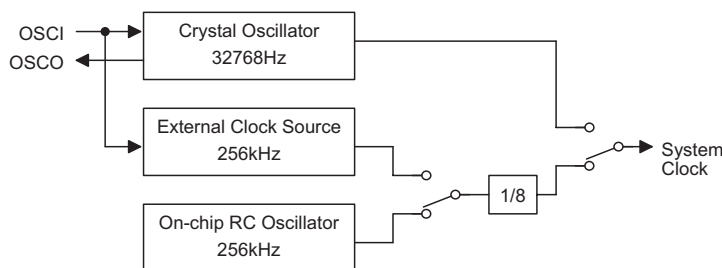 OSCI
OSCO
Crystal Oscillator
32768Hz
External Clock Source
256kHz
On-chip RC Oscillator
256kHz
1/8
System
Clock